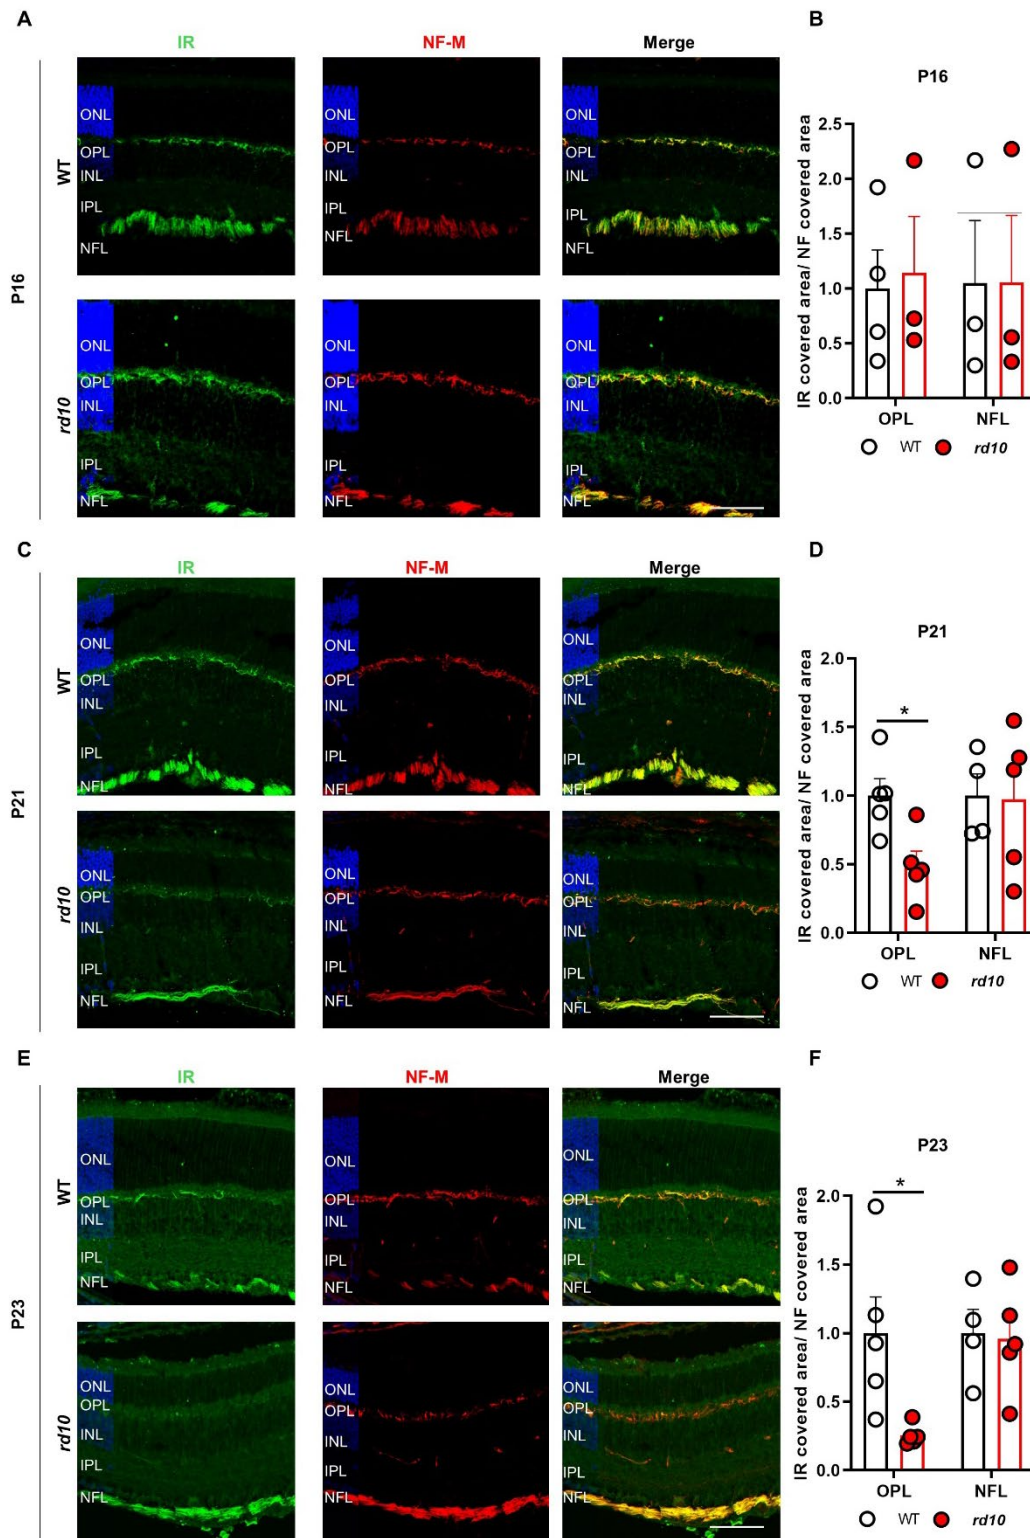 A
IR
NF-M
Merge
P16
WT
ONL
OPL
INL
IPL
NFL
ONL
OPL
INL
IPL
NFL
ONL
OPL
INL
IPL
NFL
rd10
ONL
OPL
INL
IPL
NFL
ONL
OPL
INL
IPL
NFL
ONL
OPL
INL
IPL
NFL
B
P16
IR covered area/ NF covered area
2.5
2.0
1.5
1.0
0.5
0.0
OPL NFL
WT rd10
C
IR
NF-M
Merge
P21
WT
ONL
OPL
INL
IPL
NFL
ONL
OPL
INL
IPL
NFL
ONL
OPL
INL
IPL
NFL
rd10
ONL
OPL
INL
IPL
NFL
ONL
OPL
INL
IPL
NFL
ONL
OPL
INL
IPL
NFL
D
P21
IR covered area/ NF covered area
2.0
1.5
1.0
0.5
0.0
*
OPL NFL
WT rd10
E
IR
NF-M
Merge
P23
WT
ONL
OPL
INL
IPL
NFL
ONL
OPL
INL
IPL
NFL
ONL
OPL
INL
IPL
NFL
rd10
ONL
OPL
INL
IPL
NFL
ONL
OPL
INL
IPL
NFL
ONL
OPL
INL
IPL
NFL
F
P23
IR covered area/ NF covered area
2.0
1.5
1.0
0.5
0.0
*
OPL NFL
WT rd10